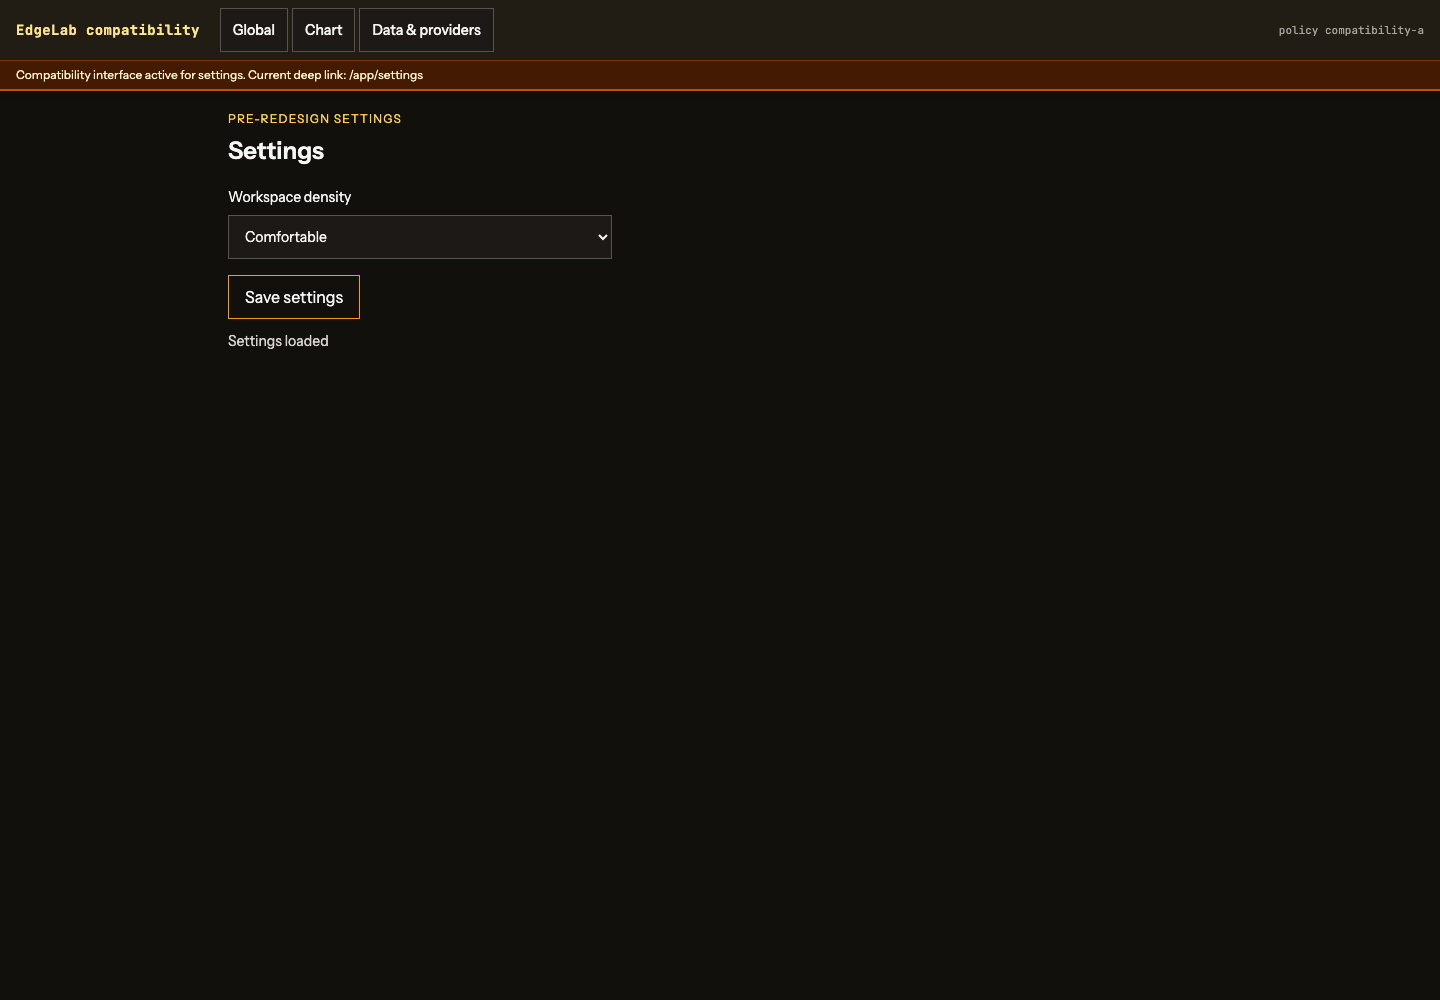 EdgeLab compatibility
Global
Chart
Data & providers
policy compatibility-a
Compatibility interface active for settings. Current deep link: /app/settings
PRE-REDESIGN SETTINGS
Settings
Workspace density
Comfortable
Save settings
Settings loaded